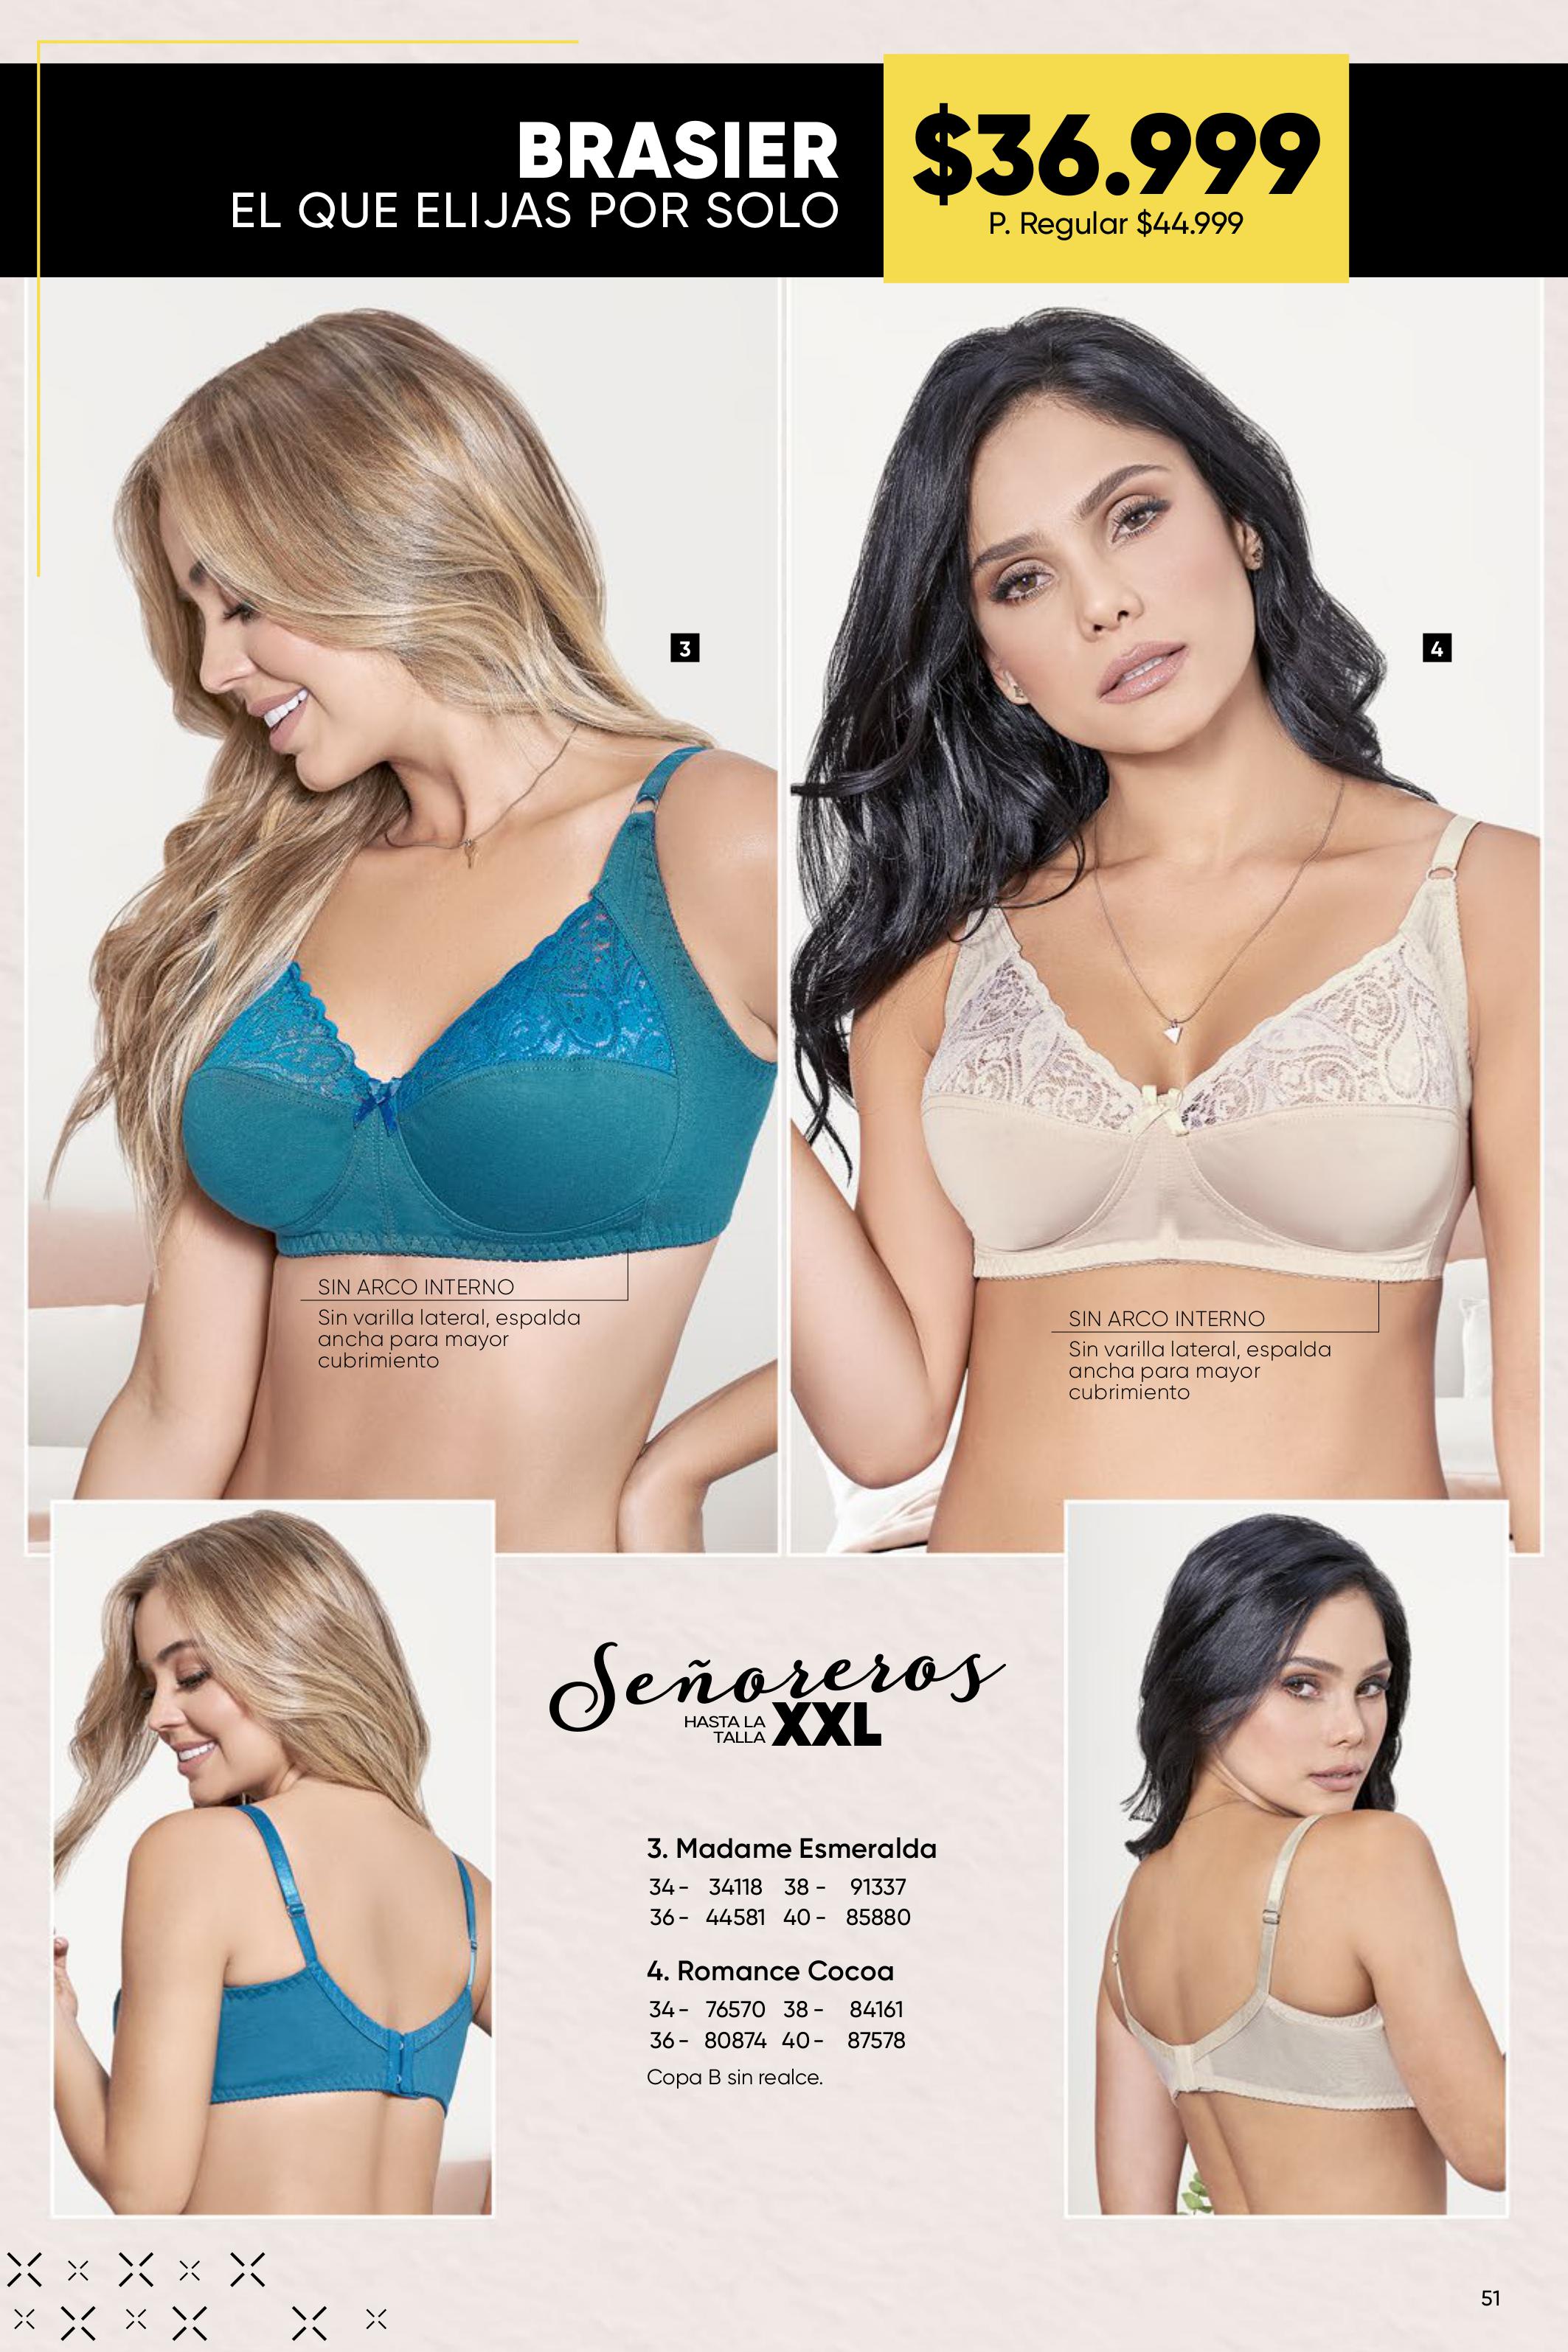 BRASIER
EL QUE ELIJAS POR SOLO
$36.999
P. Regular $44.999
3
4
SIN ARCO INTERNO
Sin varilla lateral, espalda
ancha para mayor
cubrimiento
SIN ARCO INTERNO
Sin varilla lateral, espalda
ancha para mayor
cubrimiento
Señoreros
HASTA LA
TALLA XXL
3. Madame Esmeralda
34 - 34118 38 - 91337
36 - 44581 40 - 85880
4. Romance Cocoa
34 - 76570 38 - 84161
36 - 80874 40 - 87578
Copa B sin realce.
51